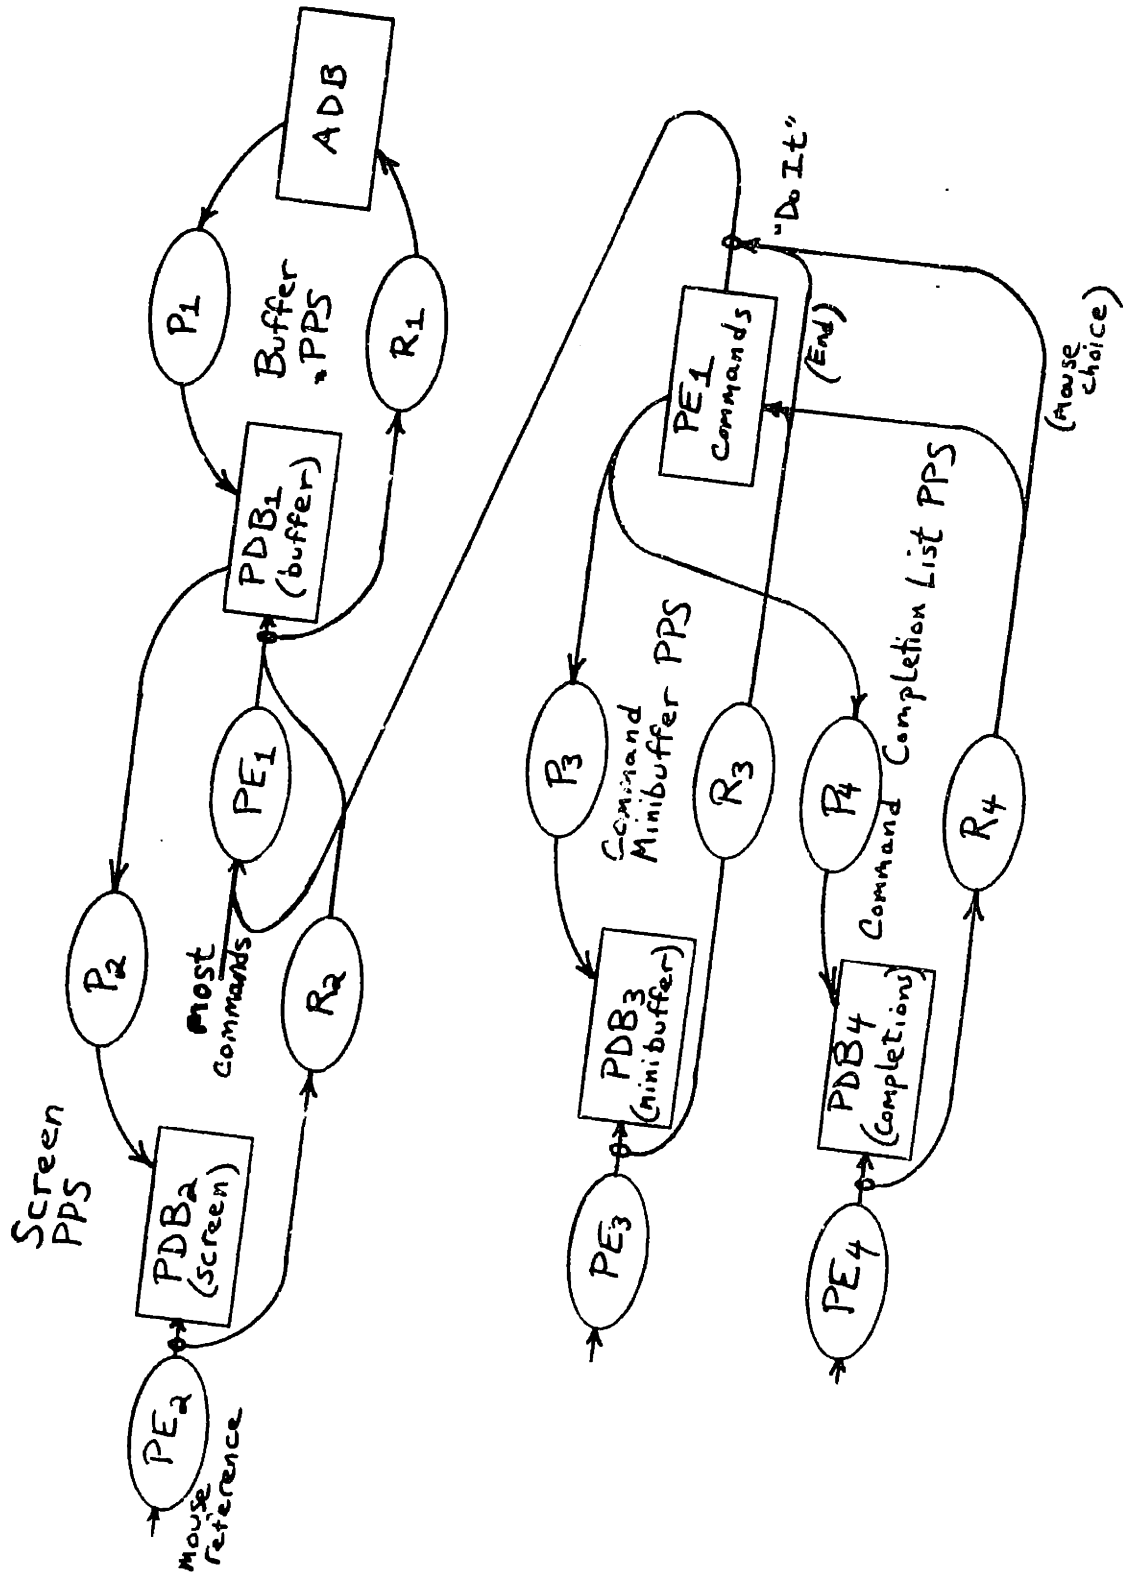 Screen
PPS
P2
P1
PE2
mouse
reference
PDB2
(screen)
most
commands
PE1
PDB1
(buffer)
Buffer
PPS
ADB
R2
R1
P3
PE3
PDB3
(minibuffer)
Command
Minibuffer PPS
R3
PE1
commands
"Do It"
(End)
P4
PE4
PDB4
(completions)
Command Completion List PPS
R4
(Mouse
choice)